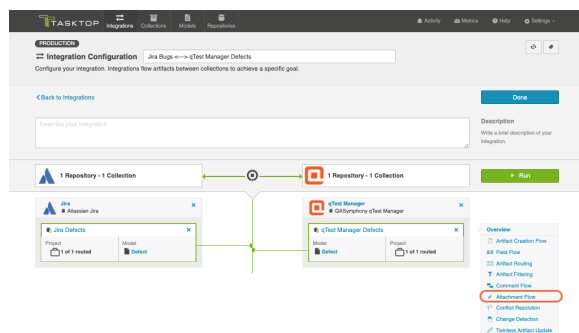 TASKTOP
Integrations
Collections
Models
Repositories
Activity
Metrics
Help
Settings
PRODUCTION
Integration Configuration
Jira Bugs <---> qTest Manager Defects
Configure your integration. Integrations flow artifacts between collections to achieve a specific goal.
Back to Integrations
Done
Describe your integration
Description
Write a brief description of your
integration.
1 Repository - 1 Collection
1 Repository - 1 Collection
Run
Jira
Atlassian Jira
qTest Manager
QASymphony qTest Manager
Jira Defects
qTest Manager Defects
Project
1 of 1 routed
Model
Defect
Model
Defect
Project
1 of 1 routed
Overview
Artifact Creation Flow
Field Flow
Artifact Routing
Artifact Filtering
Comment Flow
Attachment Flow
Conflict Resolution
Change Detection
Twinless Artifact Update